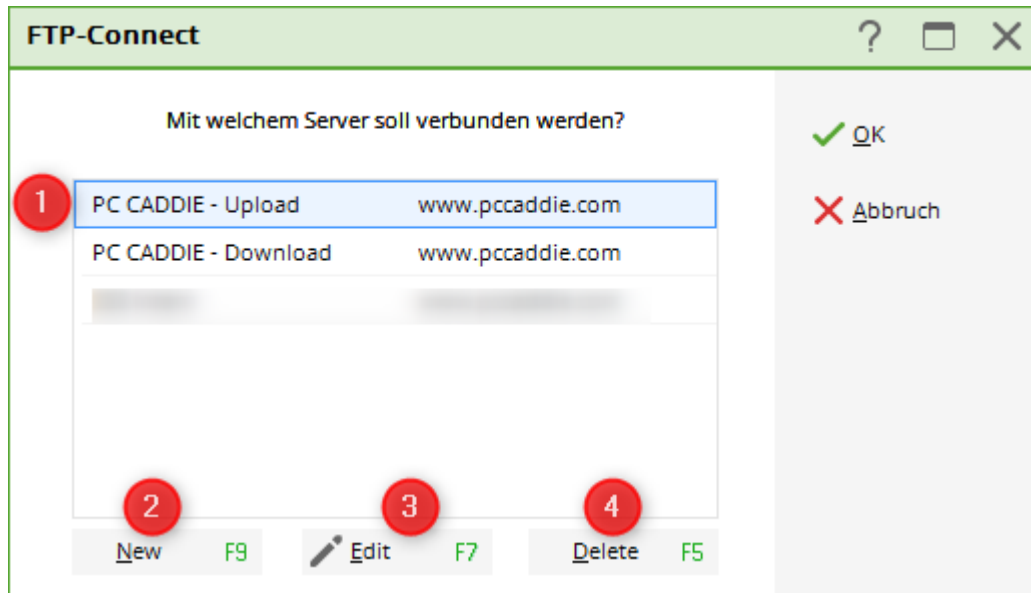 FTP-Connect
?
Mit welchem Server soll verbunden werden?
OK
Abbruch
1
PC CADDIE - Upload www.pccaddie.com
PC CADDIE - Download www.pccaddie.com
2 3 4
New F9 Edit F7 Delete F5